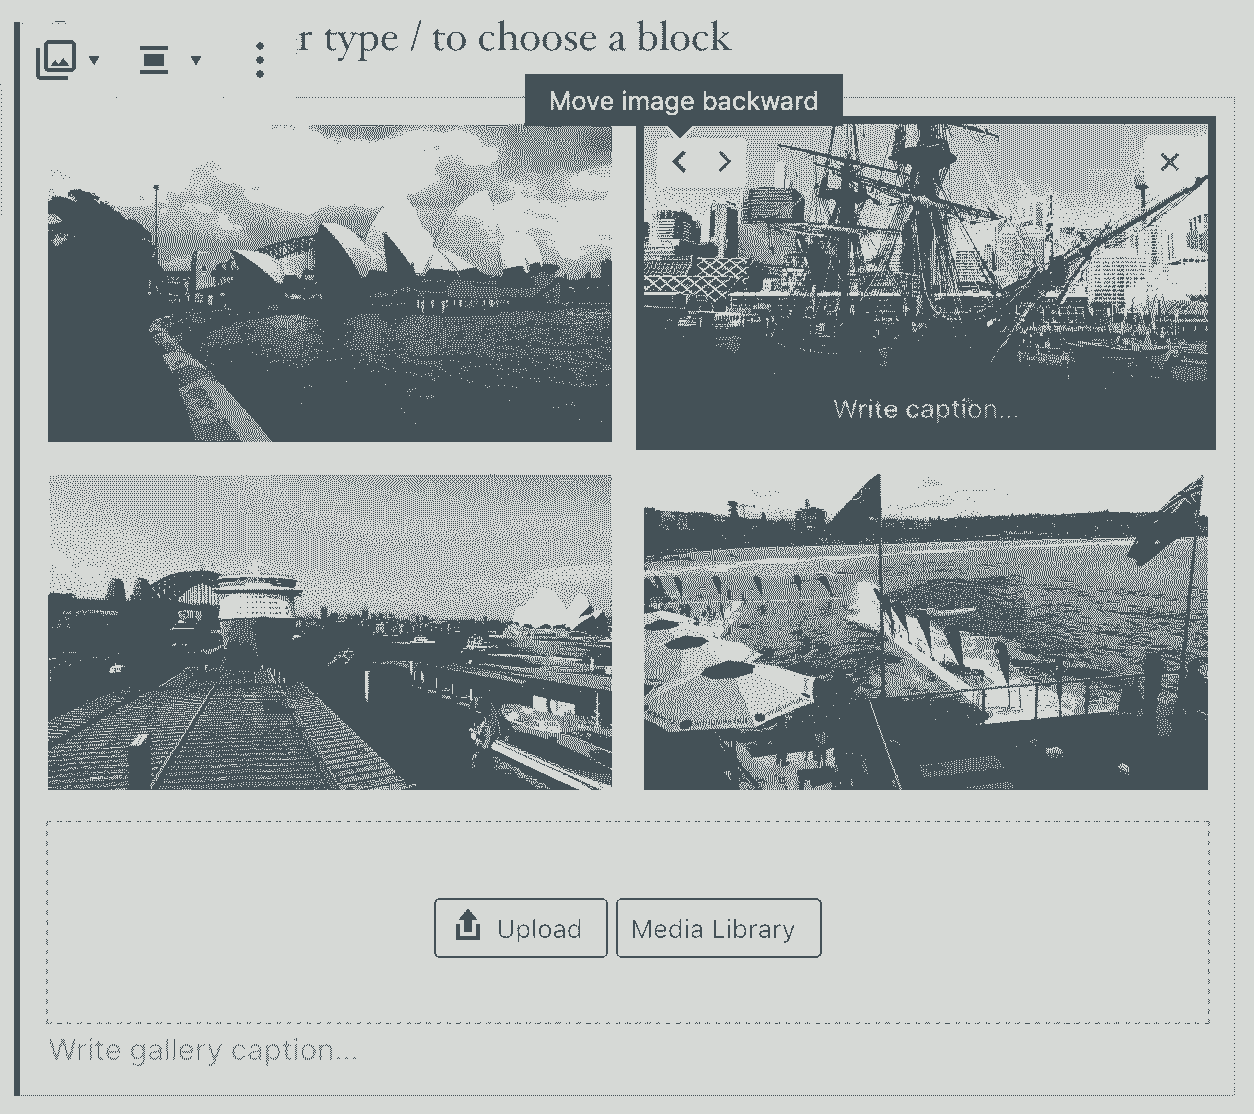 r type / to choose a block
Move image backward
Write caption...
Upload
Media Library
Write gallery caption...